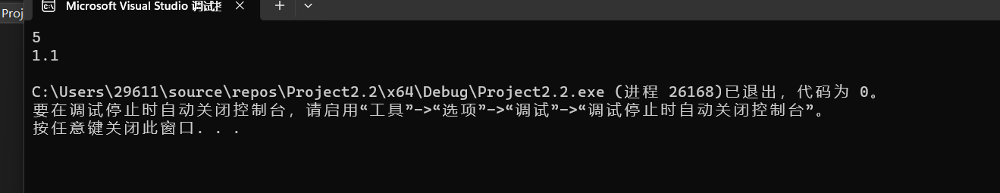 Proj
Microsoft Visual Studio 调试控
5
1.1
C:\Users\29611\source\repos\Project2.2\x64\Debug\Project2.2.exe (进程 26168)已退出，代码为 0。
要在调试停止时自动关闭控制台，请启用“工具”->“选项”->“调试”->“调试停止时自动关闭控制台”。
按任意键关闭此窗口. . .